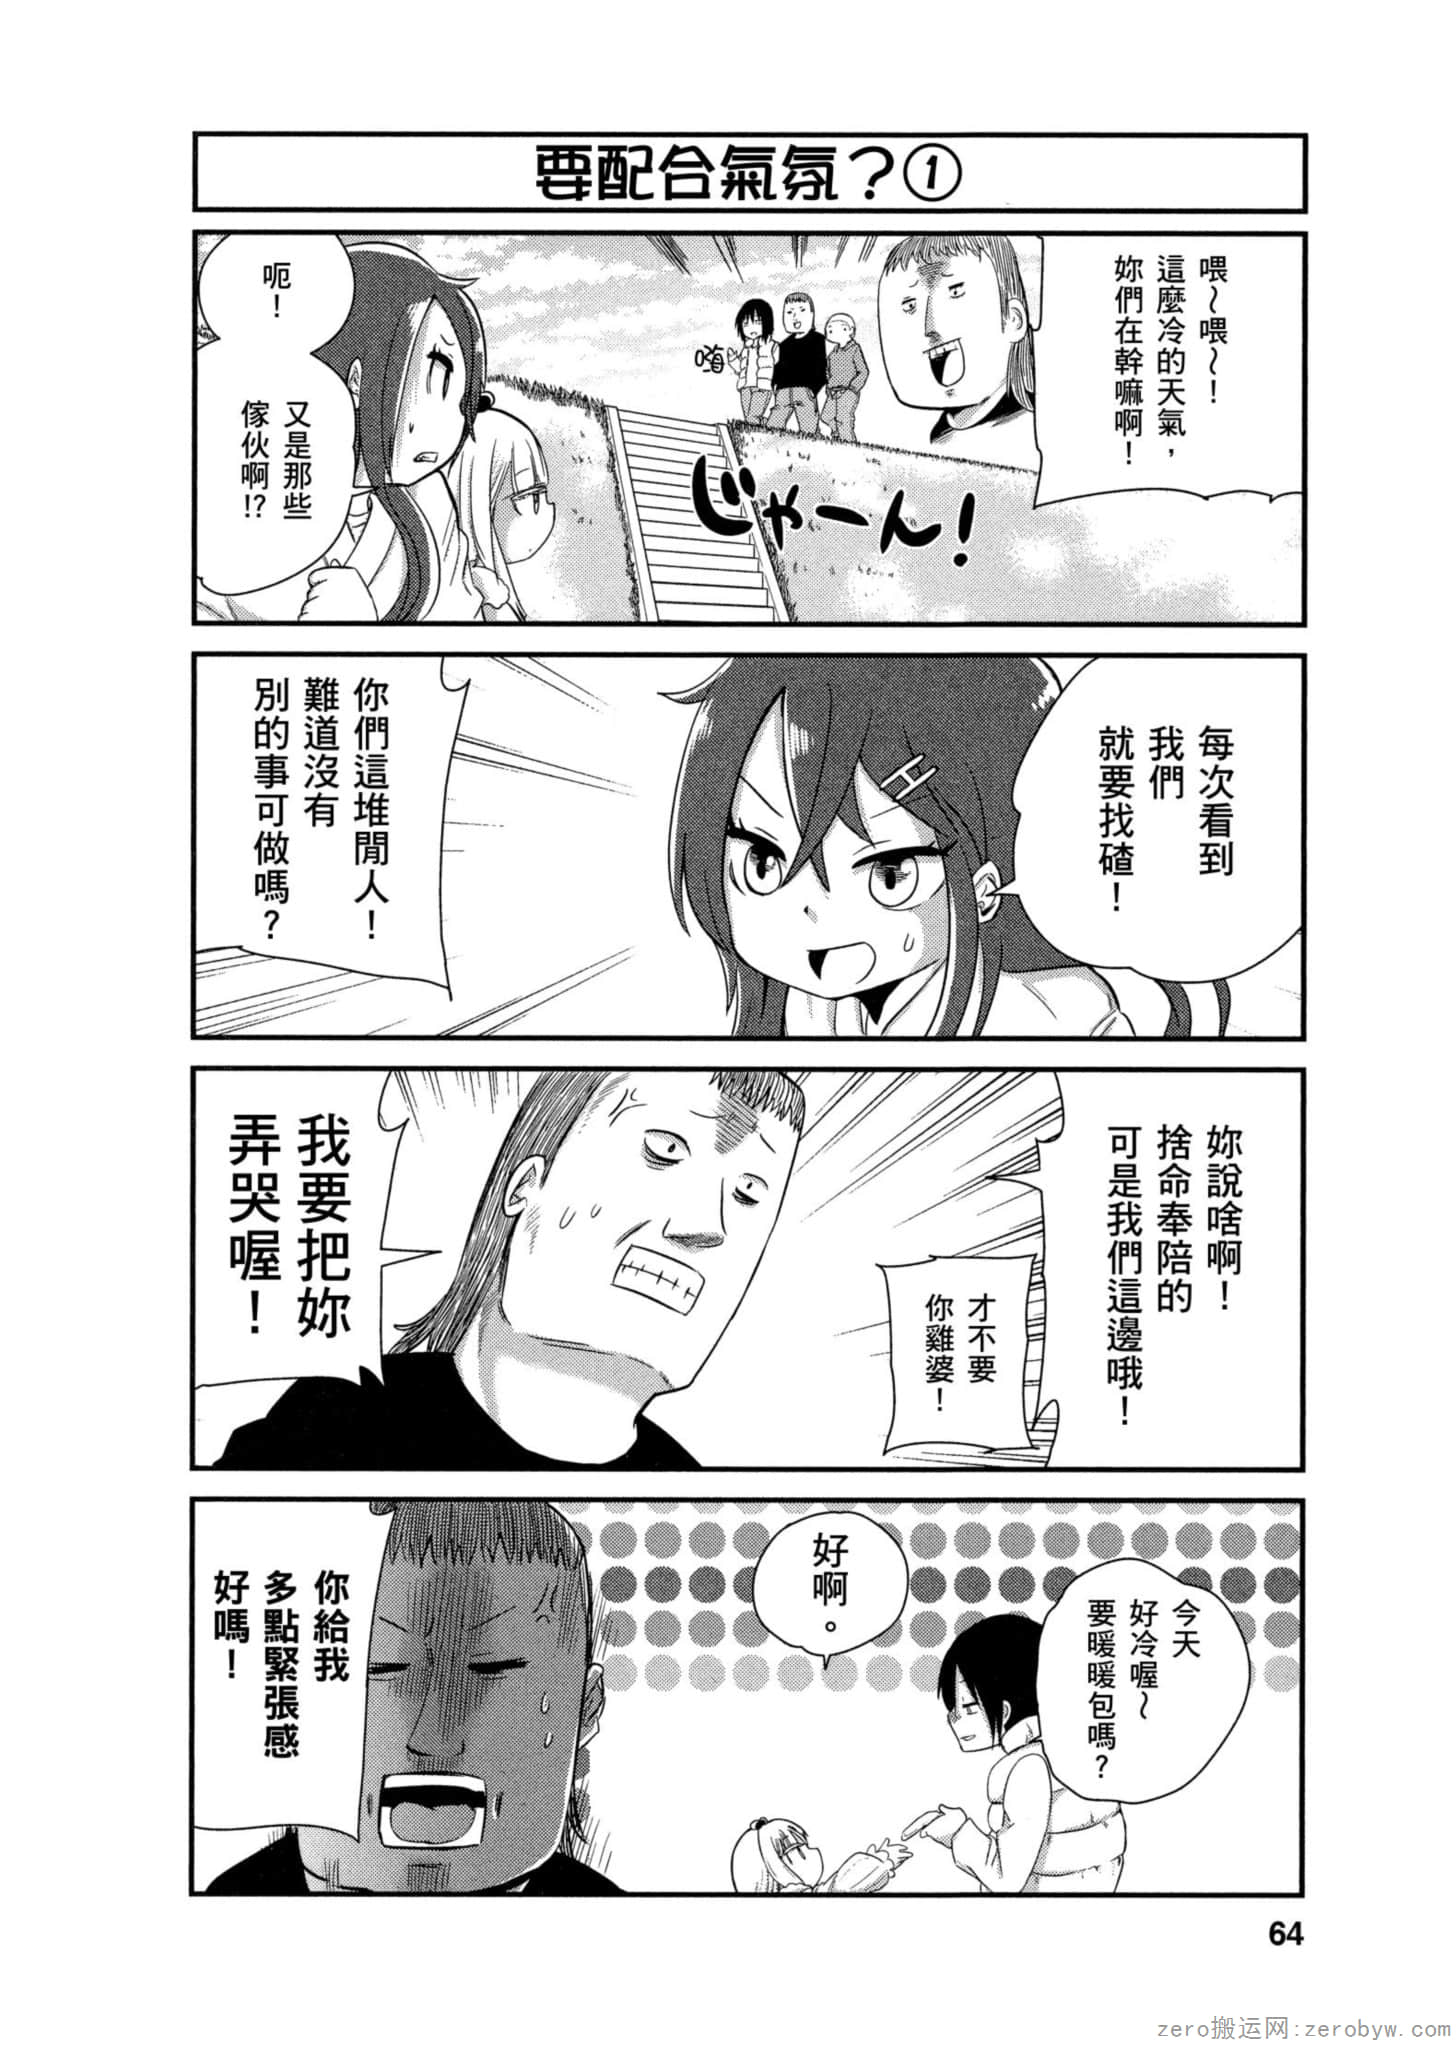 要配合氣氛？①
喂～喂～！
這麼冷的天氣，
妳們在幹嘛啊！
嗨
じゃーん！
呃！
又是那些
傢伙啊!?
每次看到
我們
就要找碴！
你們這堆閒人！
難道沒有
別的事可做嗎？
妳說啥啊！
捨命奉陪的
可是我們這邊哦！
才不要
你雞婆！
我要把妳
弄哭喔！
今天
好冷喔～
要暖暖包嗎？
好啊。
你給我
多點緊張感
好嗎！
64
zero搬运网:zerobyw.com